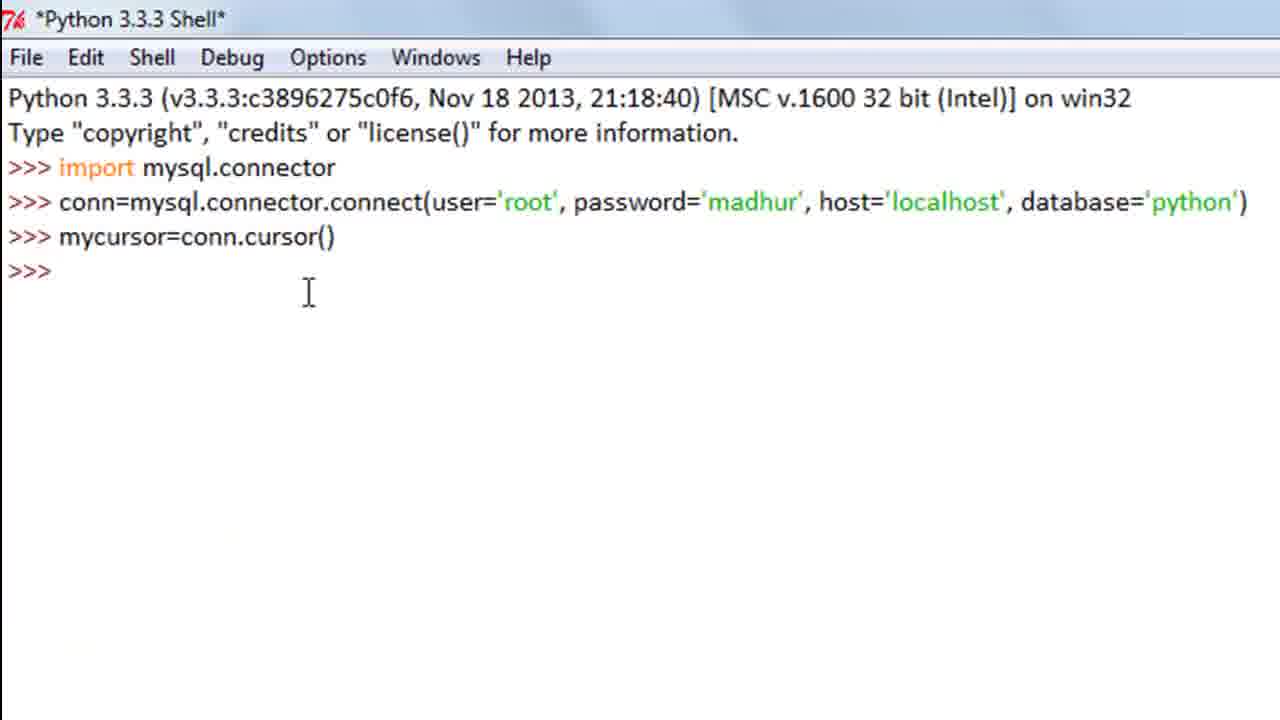 *Python 3.3.3 Shell*
File Edit Shell Debug Options Windows Help
Python 3.3.3 (v3.3.3:c3896275c0f6, Nov 18 2013, 21:18:40) [MSC v.1600 32 bit (Intel)] on win32
Type "copyright", "credits" or "license()" for more information.
>>> import mysql.connector
>>> conn=mysql.connector.connect(user='root', password='madhur', host='localhost', database='python')
>>> mycursor=conn.cursor()
>>>